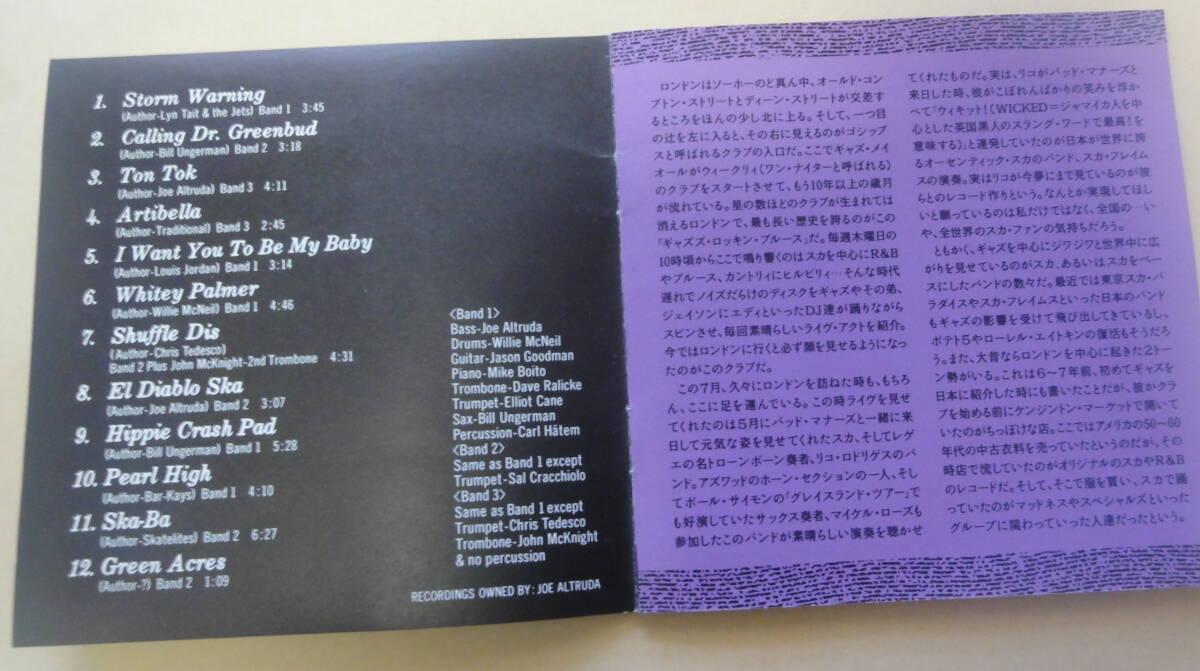 1. Storm Warning
(Author-Lyn Tait & the Jets) Band 1 3:45
2. Calling Dr. Greenbud
(Author-Bill Ungerman) Band 2 3:18
3. Ton Tok
(Author-Joe Altruda) Band 3 4:11
4. Artibella
(Author-Traditional) Band 3 2:45
5. I Want You To Be My Baby
(Author-Louis Jordan) Band 1 3:14
6. Whitey Palmer
(Author-Willie McNeil) Band 1 4:46
7. Shuffle Dis
(Author-Chris Tedesco)
Band 2 Plus John McKnight-2nd Trombone 4:31
8. El Diablo Ska
(Author-Joe Altruda) Band 2 3:07
9. Hippie Crash Pad
(Author-Bill Ungerman) Band 1 5:28
10. Pearl High
(Author-Bar-Kays) Band 1 4:10
11. Ska-Ba
(Author-Skatelites) Band 2 6:27
12. Green Acres
(Author-?) Band 2 1:09
<Band 1>
Bass-Joe Altruda
Drums-Willie McNeil
Guitar-Jason Goodman
Piano-Mike Boito
Trombone-Dave Ralicke
Trumpet-Elliot Cane
Sax-Bill Ungerman
Percussion-Carl Hātem
<Band 2>
Same as Band 1 except
Trumpet-Sal Cracchiolo
<Band 3>
Same as Band 1 except
Trumpet-Chris Tedesco
Trombone-John McKnight
& no percussion
RECORDINGS OWNED BY: JOE ALTRUDA
ロンドンはソーホーのど真ん中、オールド・コン
プトン・ストリートとディーン・ストリートが交差す
るところをほんの少し北に上る。そして、一つ目
の辻を左に入ると、その右に見えるのがゴシップ
スと呼ばれるクラブの入口だ。ここでギャズ・メイ
オールがウィークリィ(ワン・ナイターと呼ばれる)
のクラブをスタートさせて、もう10年以上の歳月
が流れている。星の数ほどのクラブが生まれては
消えるロンドンで、最も長い歴史を誇るのがこの
『ギャズズ・ロッキン・ブルース』だ。毎週木曜日の
10時頃からここで鳴り響くのはスカを中心にR&B
やブルース、カントリィにヒルビリィ…そんな時代
遅れでノイズだらけのディスクをギャズやその弟、
ジェイソンにエディといったDJ達が踊りながら
スピンさせ、毎回素晴らしいライヴ・アクトを紹介。
今ではロンドンに行くと必ず顔を見せるようになっ
たのがこのクラブだ。
この7月、久々にロンドンを訪ねた時も、もちろ
ん、ここに足を運んでいる。この時ライヴを見せ
てくれたのは5月にバッド・マナーズと一緒に来
日して元気な姿を見せてくれたスカ、そしてレゲ
エの名トローンボーン奏者、リコ・ロドリゲスのバ
ンド。アズワッドのホーン・セクションの一人、そし
てポール・サイモンの『グレイスランド・ツアー』で
も好演していたサックス奏者、マイケル・ローズも
参加したこのバンドが素晴らしい演奏を聴かせ
てくれたものだ。実は、リコがバッド・マナーズと
来日した時、彼がこぼれんばかりの笑みを浮か
べて「ウィキット!(WICKED=ジャマイカ人を中
心とした英国黒人のスラング・ワードで最高!を
意味する)」と連発していたのが日本が世界に誇
るオーセンティック・スカのバンド、スカ・フレイム
スの演奏。実はリコが今夢にまで見ているのが彼
らとのレコード作りという。なんとか実現してほし
いと願っているのは私だけではなく、全国の…い
や、全世界のスカ・ファンの気持ちだろう。
ともかく、ギャズを中心にジワジワと世界中に広
がりを見せているのがスカ、あるいはスカをベー
スにしたバンドの数々だ。最近では東京スカ・パ
ラダイスやスカ・フレイムスといった日本のバンド
もギャズの影響を受けて飛び出してきているし、
ポテト5やローレル・エイトキンの復活もそうだろ
う。また、大昔ならロンドンを中心に起きた2トー
ン勢がいる。これは6〜7年前、初めてギャズを
日本に紹介した時にも書いたことだが、彼がクラ
ブを始める前にケンジントン・マーケットで開いて
いたのがちっぽけな店。ここではアメリカの50〜60
年代の中古衣料を売っていたというのだが、その
時店で流していたのがオリジナルのスカやR&B
のレコードだ。そして、そこで服を買い、スカで踊
っていたのがマッドネスやスペシャルズといった
グループに関わっていった人達だったという。